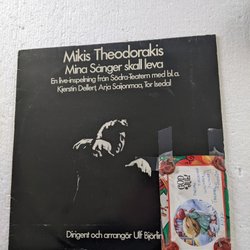 Mikis Theodorakis
Mina Sånger skall leva
En live-inspelning från Södra-Teatern med bl.a.
Kjerstin Dellert, Arja Saijonmaa, Tor Isedal
Dirigent och arrangör Ulf Björlin